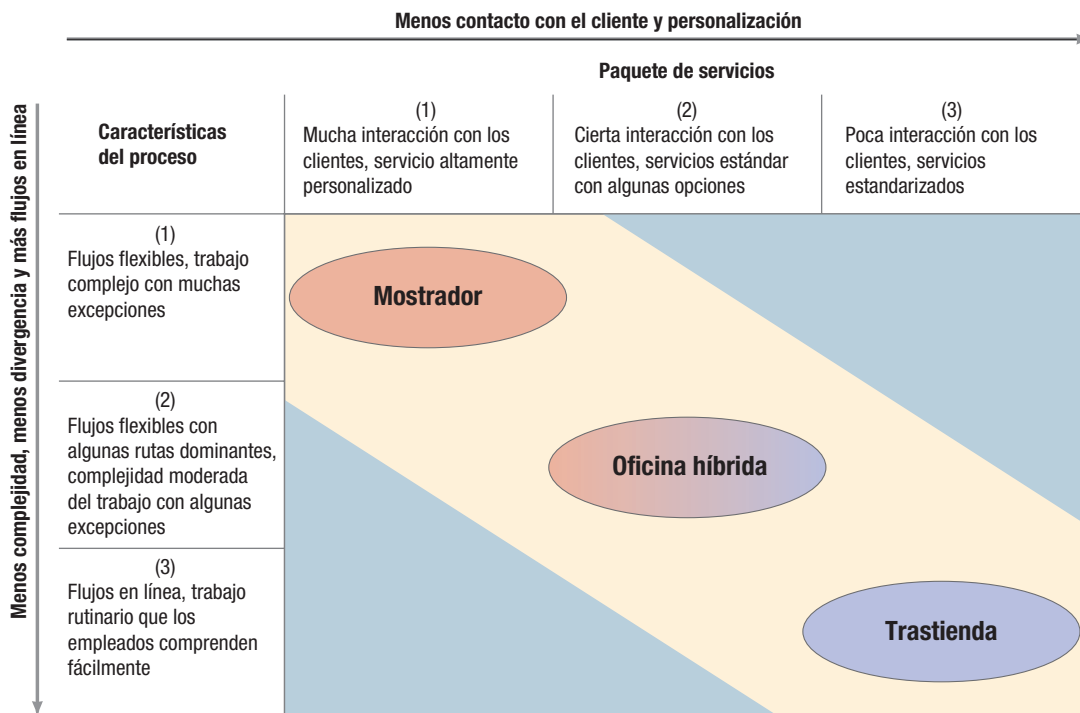 Menos contacto con el cliente y personalización
Paquete de servicios
Menos complejidad, menos divergencia y más flujos en línea
Características
del proceso
(1)
Mucha interacción con los
clientes, servicio altamente
personalizado
(2)
Cierta interacción con los
clientes, servicios estándar
con algunas opciones
(3)
Poca interacción con los
clientes, servicios
estandarizados
(1)
Flujos flexibles, trabajo
complejo con muchas
excepciones
Mostrador
(2)
Flujos flexibles con
algunas rutas dominantes,
complejidad moderada
del trabajo con algunas
excepciones
Oficina híbrida
(3)
Flujos en línea, trabajo
rutinario que los
empleados comprenden
fácilmente
Trastienda